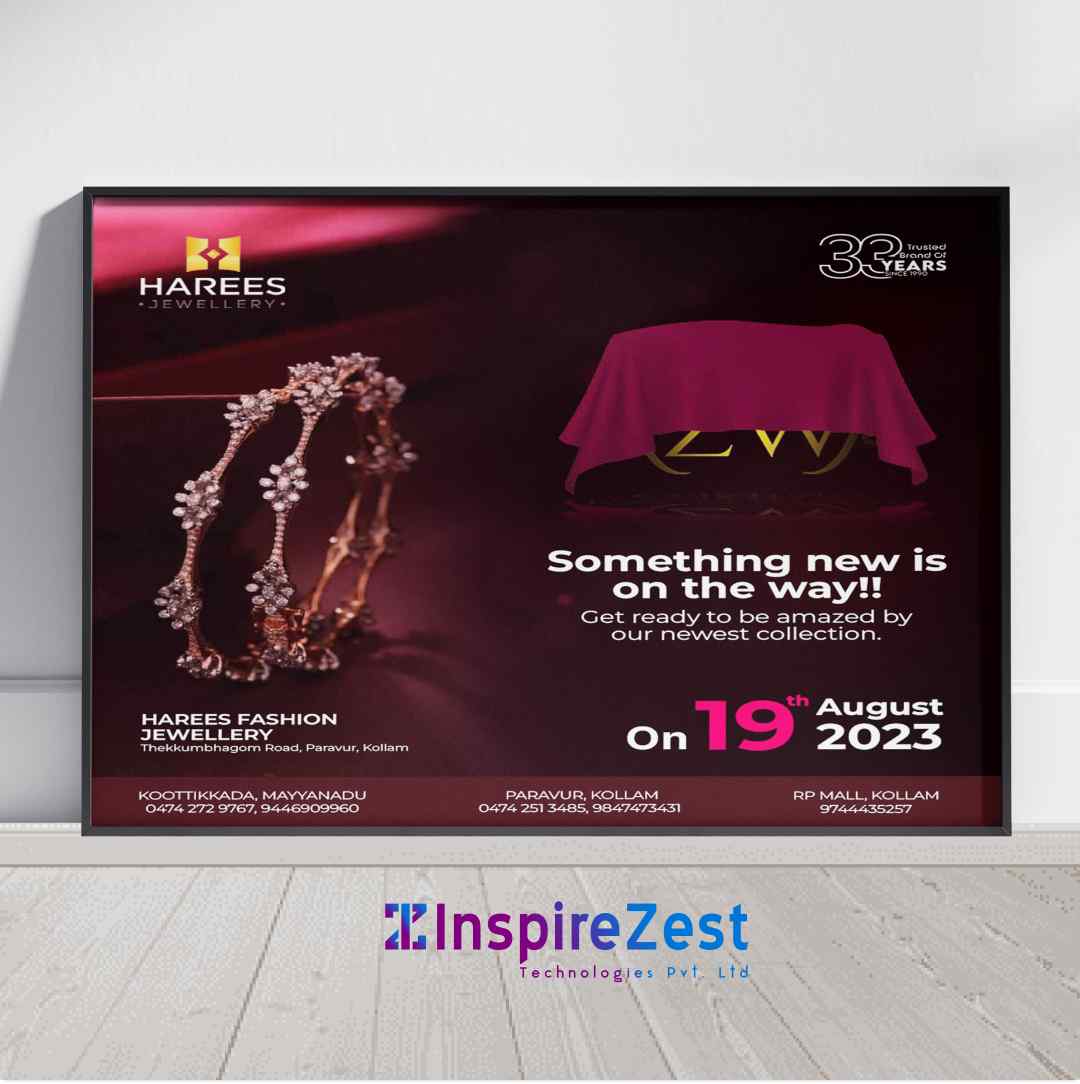 HAREES
• JEWELLERY •
33 Trusted
Brand Of
YEARS
SINCE 1990
Something new is
on the way!!
Get ready to be amazed by
our newest collection.
On 19th August
2023
HAREES FASHION
JEWELLERY
Thekkumbhagom Road, Paravur, Kollam
KOOTTIKKADA, MAYYANADU
0474 272 9767, 9446909960
PARAVUR, KOLLAM
0474 251 3485, 9847473431
RP MALL, KOLLAM
9744435257
InspireZest
Technologies Pvt. Ltd